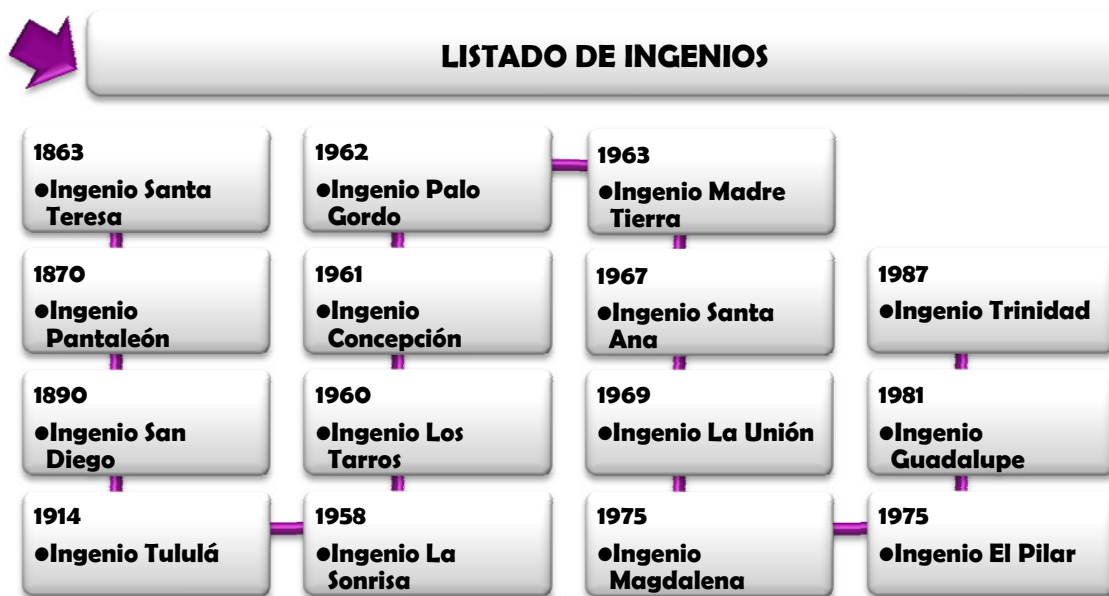 LISTADO DE INGENIOS
1863
•Ingenio Santa
Teresa
1870
•Ingenio
Pantaleón
1890
•Ingenio San
Diego
1914
•Ingenio Tululá
1958
•Ingenio La
Sonrisa
1960
•Ingenio Los
Tarros
1961
•Ingenio
Concepción
1962
•Ingenio Palo
Gordo
1963
•Ingenio Madre
Tierra
1967
•Ingenio Santa
Ana
1969
•Ingenio La Unión
1975
•Ingenio
Magdalena
1975
•Ingenio El Pilar
1981
•Ingenio
Guadalupe
1987
•Ingenio Trinidad